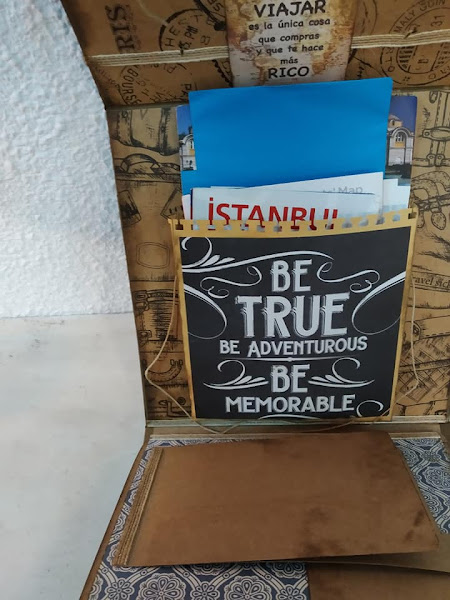 VIAJAR
es la única cosa
que compras
y que te hace
más
RICO
Map
İSTANBUL
BE
TRUE
BE ADVENTUROUS
BE
MEMORABLE